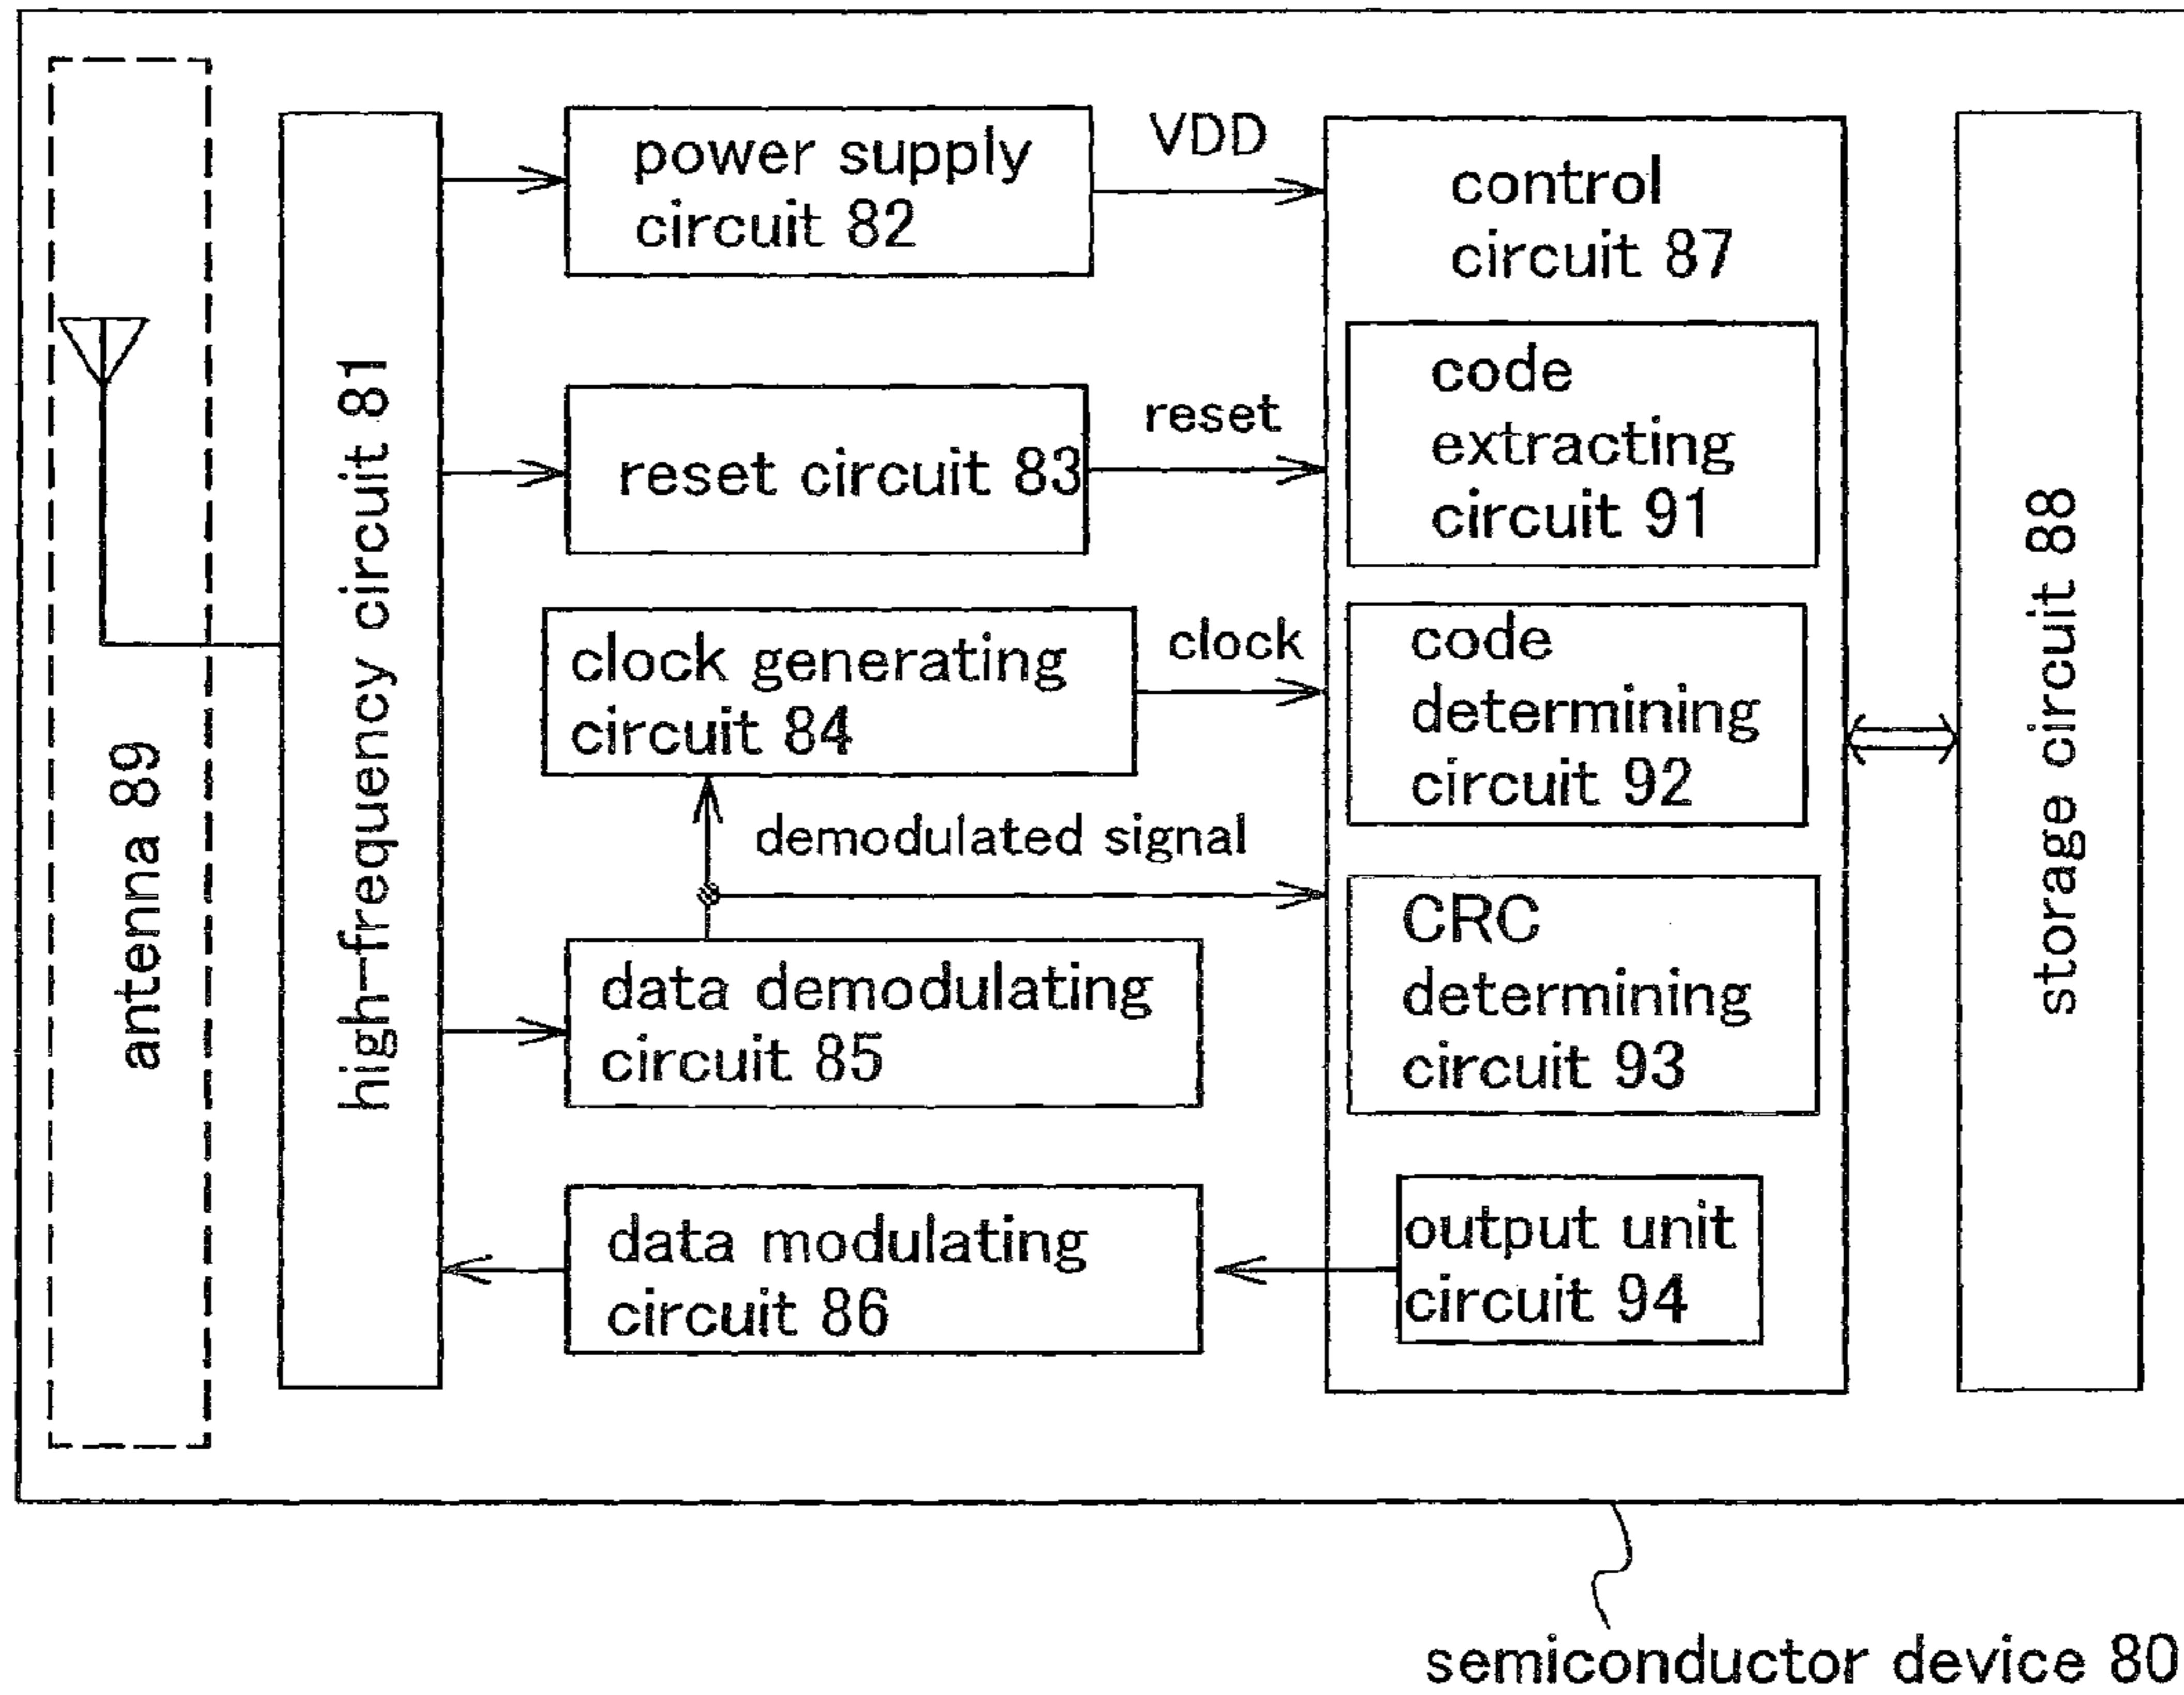 antenna 89
high-frequency circuit 81
power supply
circuit 82
VDD
reset circuit 83
reset
clock generating
circuit 84
clock
demodulated signal
data demodulating
circuit 85
data modulating
circuit 86
control
circuit 87
code
extracting
circuit 91
code
determining
circuit 92
CRC
determining
circuit 93
output unit
circuit 94
storage circuit 88
semiconductor device 80